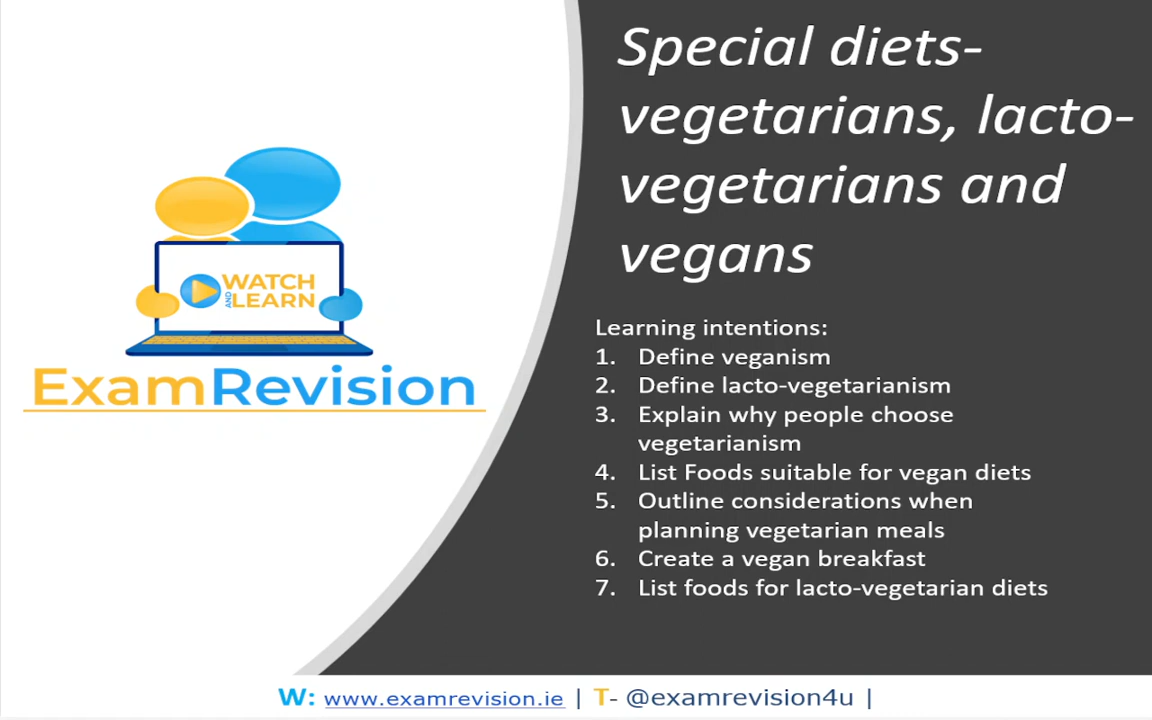 Special diets-
vegetarians, lacto-
vegetarians and
vegans
WATCH
AND LEARN
ExamRevision
Learning intentions:
1. Define veganism
2. Define lacto-vegetarianism
3. Explain why people choose
vegetarianism
4. List Foods suitable for vegan diets
5. Outline considerations when
planning vegetarian meals
6. Create a vegan breakfast
7. List foods for lacto-vegetarian diets
W: www.examrevision.ie | T- @examrevision4u |